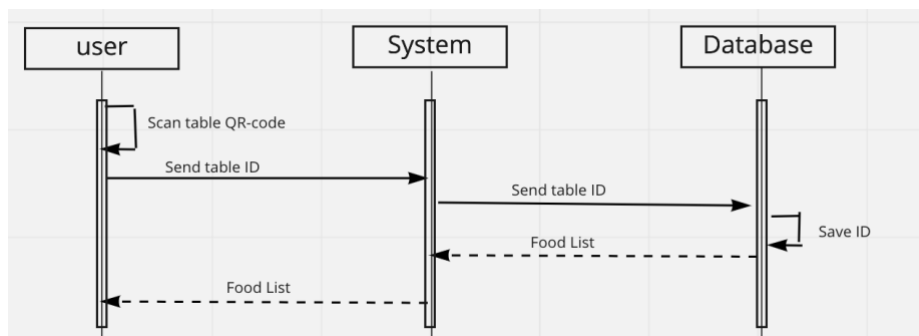 user
System
Database
Scan table QR-code
Send table ID
Send table ID
Save ID
Food List
Food List